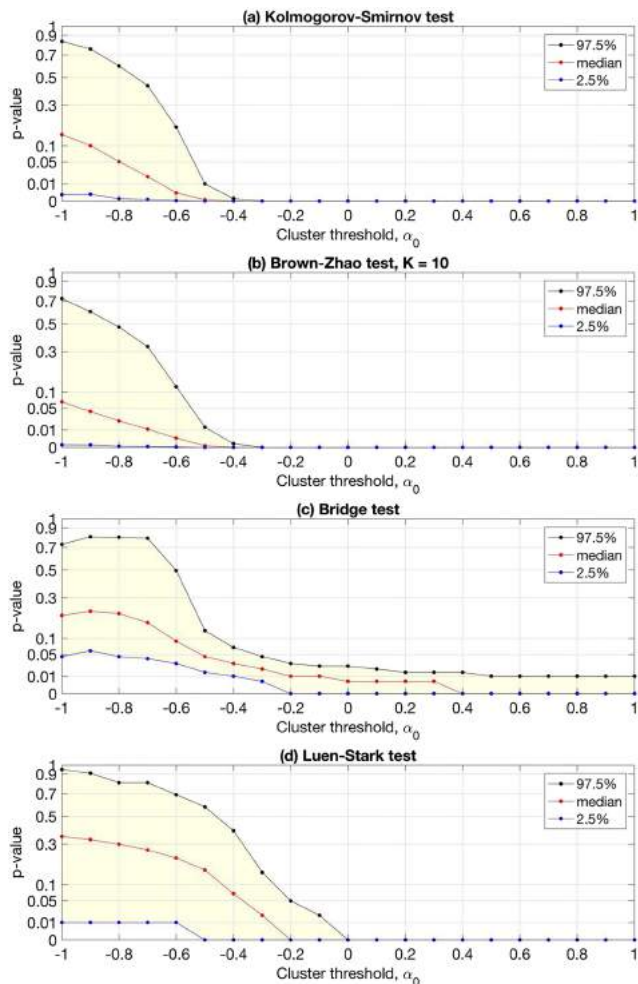 (a) Kolmogorov-Smirnov test
1
0.9
0.7
0.5
0.3
0.1
0.05
0.01
0
p-value
97.5%
median
2.5%
-1 -0.8 -0.6 -0.4 -0.2 0 0.2 0.4 0.6 0.8 1
Cluster threshold, α0
(b) Brown-Zhao test, K = 10
1
0.9
0.7
0.5
0.3
0.1
0.05
0.01
0
p-value
97.5%
median
2.5%
-1 -0.8 -0.6 -0.4 -0.2 0 0.2 0.4 0.6 0.8 1
Cluster threshold, α0
(c) Bridge test
1
0.9
0.7
0.5
0.3
0.1
0.05
0.01
0
p-value
97.5%
median
2.5%
-1 -0.8 -0.6 -0.4 -0.2 0 0.2 0.4 0.6 0.8 1
Cluster threshold, α0
(d) Luen-Stark test
1
0.9
0.7
0.5
0.3
0.1
0.05
0.01
0
p-value
97.5%
median
2.5%
-1 -0.8 -0.6 -0.4 -0.2 0 0.2 0.4 0.6 0.8 1
Cluster threshold, α0